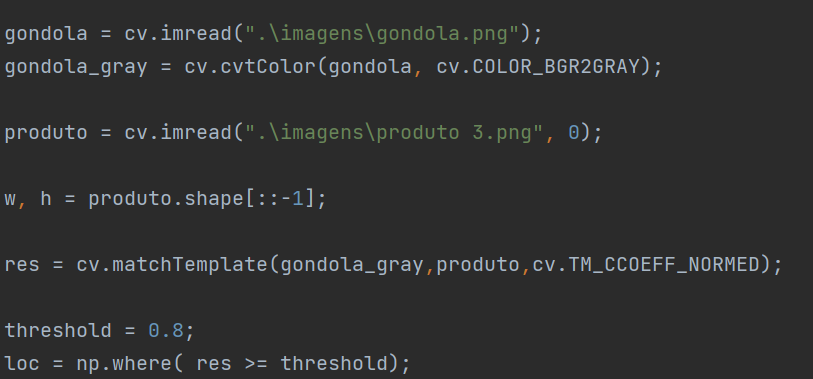 gondola = cv.imread(".\imagens\gondola.png");
gondola_gray = cv.cvtColor(gondola, cv.COLOR_BGR2GRAY);
produto = cv.imread(".\imagens\produto 3.png", 0);
w, h = produto.shape[::-1];
res = cv.matchTemplate(gondola_gray,produto,cv.TM_CCOEFF_NORMED);
threshold = 0.8;
loc = np.where( res >= threshold);